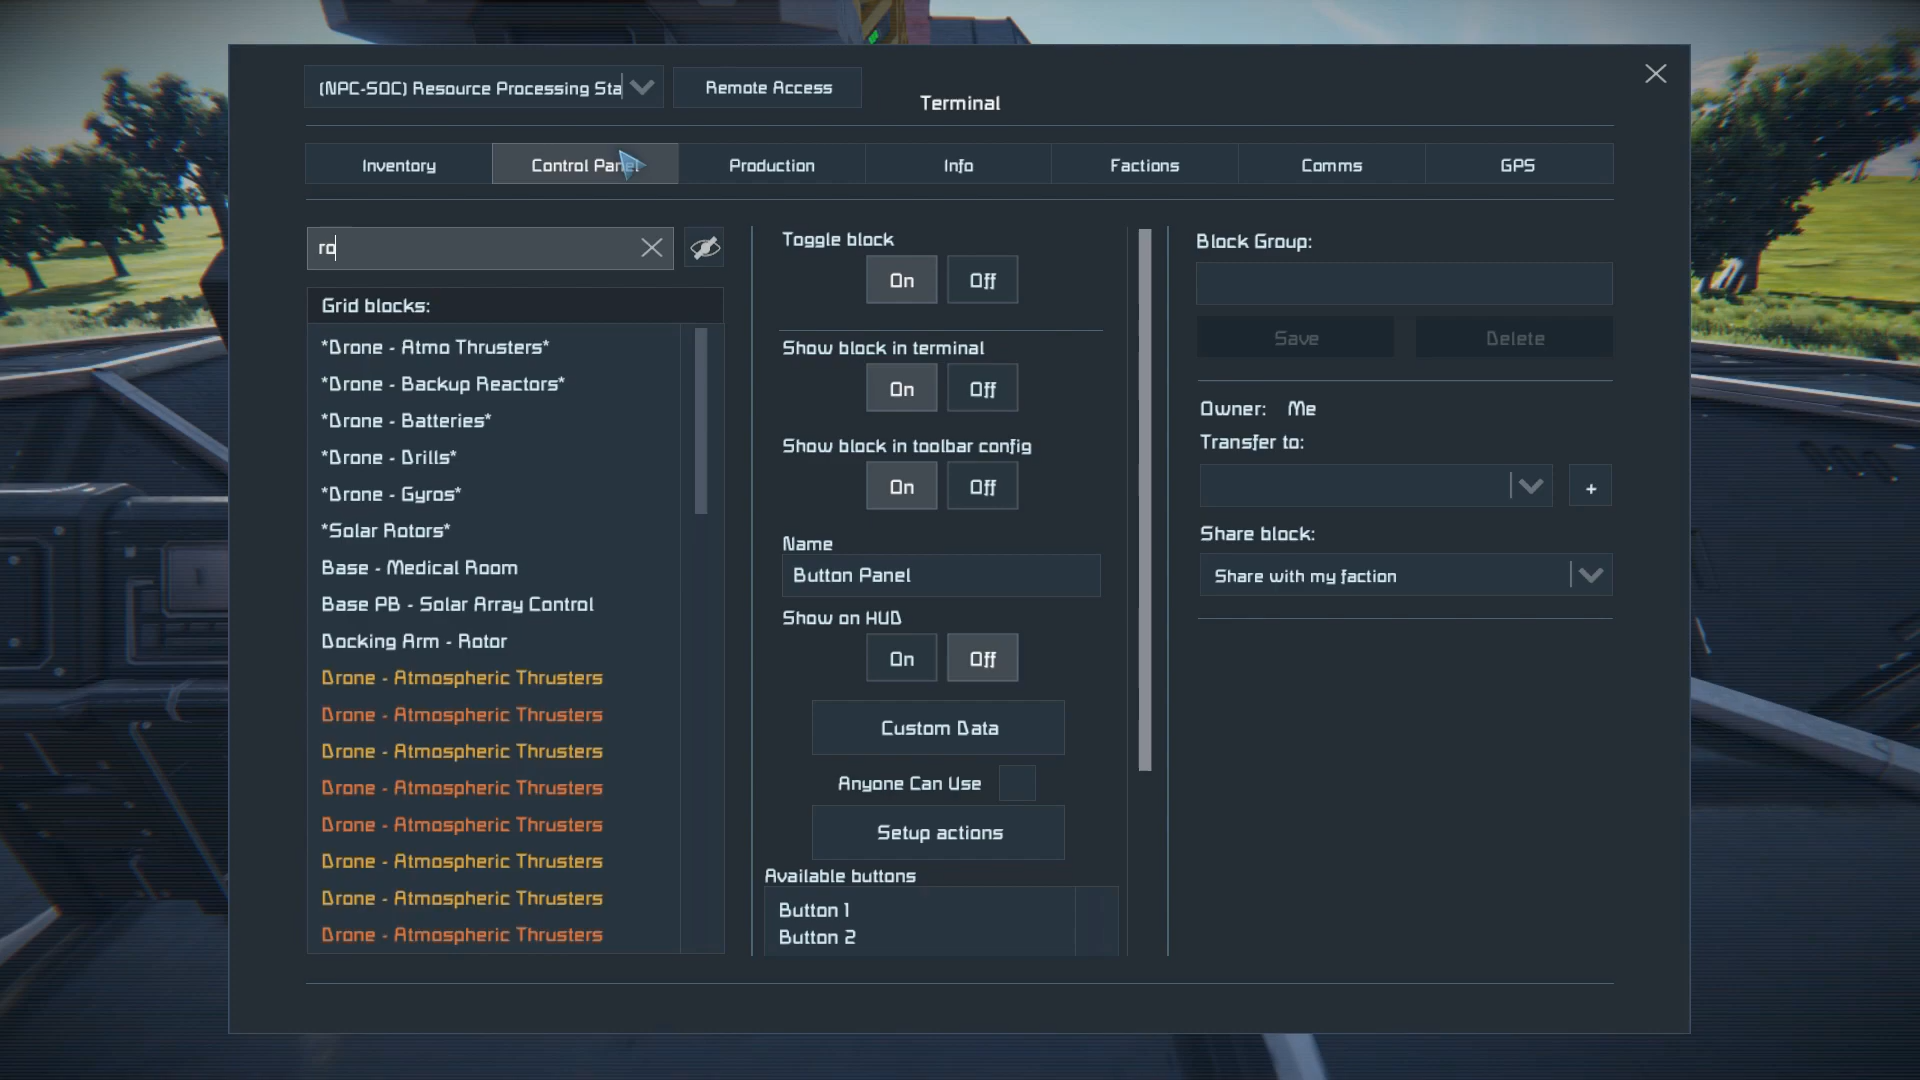 (NPC-SOC) Resource Processing Sta
Remote Access
Terminal
Inventory
Control Panel
Production
Info
Factions
Comms
GPS
ro
Grid blocks:
*Drone - Atmo Thrusters*
*Drone - Backup Reactors*
*Drone - Batteries*
*Drone - Drills*
*Drone - Gyros*
*Solar Rotors*
Base - Medical Room
Base PB - Solar Array Control
Docking Arm - Rotor
Drone - Atmospheric Thrusters
Drone - Atmospheric Thrusters
Drone - Atmospheric Thrusters
Drone - Atmospheric Thrusters
Drone - Atmospheric Thrusters
Drone - Atmospheric Thrusters
Drone - Atmospheric Thrusters
Drone - Atmospheric Thrusters
Toggle block
On
Off
Show block in terminal
On
Off
Show block in toolbar config
On
Off
Name
Button Panel
Show on HUD
On
Off
Custom Data
Anyone Can Use
Setup actions
Available buttons
Button 1
Button 2
Block Group:
Save
Delete
Owner: Me
Transfer to:
+
Share block:
Share with my faction